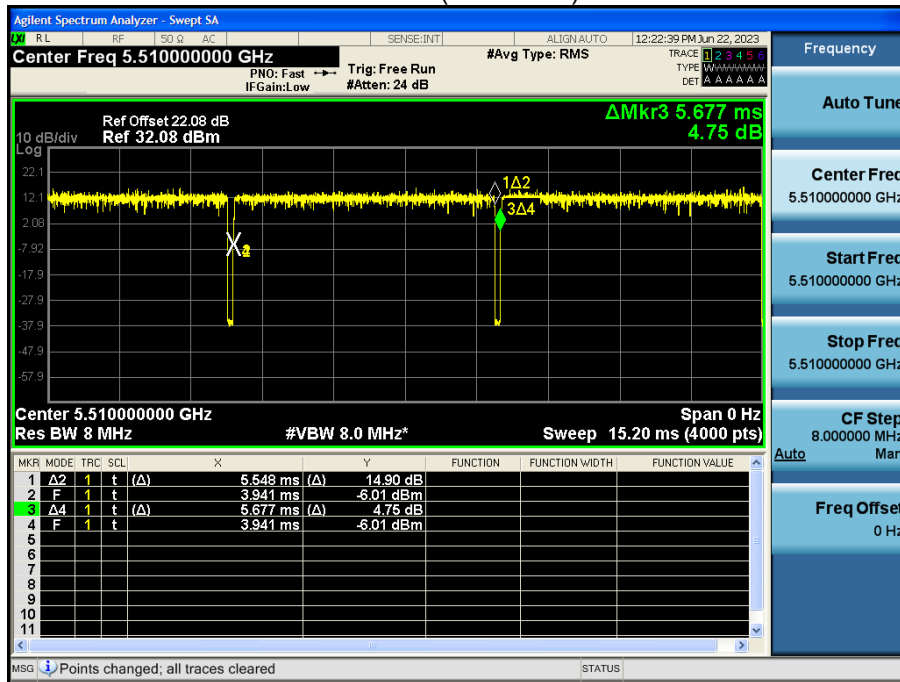 Agilent Spectrum Analyzer - Swept SA
LXI RL RF 50 Ω AC SENSE:INT ALIGN AUTO 12:22:39 PM Jun 22, 2023
Center Freq 5.510000000 GHz #Avg Type: RMS TRACE 1 2 3 4 5 6
PNO: Fast Trig: Free Run TYPE WWWWWW
IFGain:Low #Atten: 24 dB DET A A A A A A
Frequency
Auto Tune
Center Freq
5.510000000 GHz
Start Freq
5.510000000 GHz
Stop Freq
5.510000000 GHz
CF Step
8.000000 MHz
Auto Man
Freq Offset
0 Hz
ΔMkr3 5.677 ms
4.75 dB
Ref Offset 22.08 dB
10 dB/div Ref 32.08 dBm
Log
22.1
12.1
2.08
-7.92
-17.9
-27.9
-37.9
-47.9
-57.9
1Δ2
3Δ4
Center 5.510000000 GHz Span 0 Hz
Res BW 8 MHz #VBW 8.0 MHz* Sweep 15.20 ms (4000 pts)
MKR MODE TRC SCL X Y FUNCTION FUNCTION WIDTH FUNCTION VALUE
1 Δ2 1 t (Δ) 5.548 ms (Δ) 14.90 dB
2 F 1 t 3.941 ms -6.01 dBm
3 Δ4 1 t (Δ) 5.677 ms (Δ) 4.75 dB
4 F 1 t 3.941 ms -6.01 dBm
5
6
7
8
9
10
11
MSG Points changed; all traces cleared STATUS